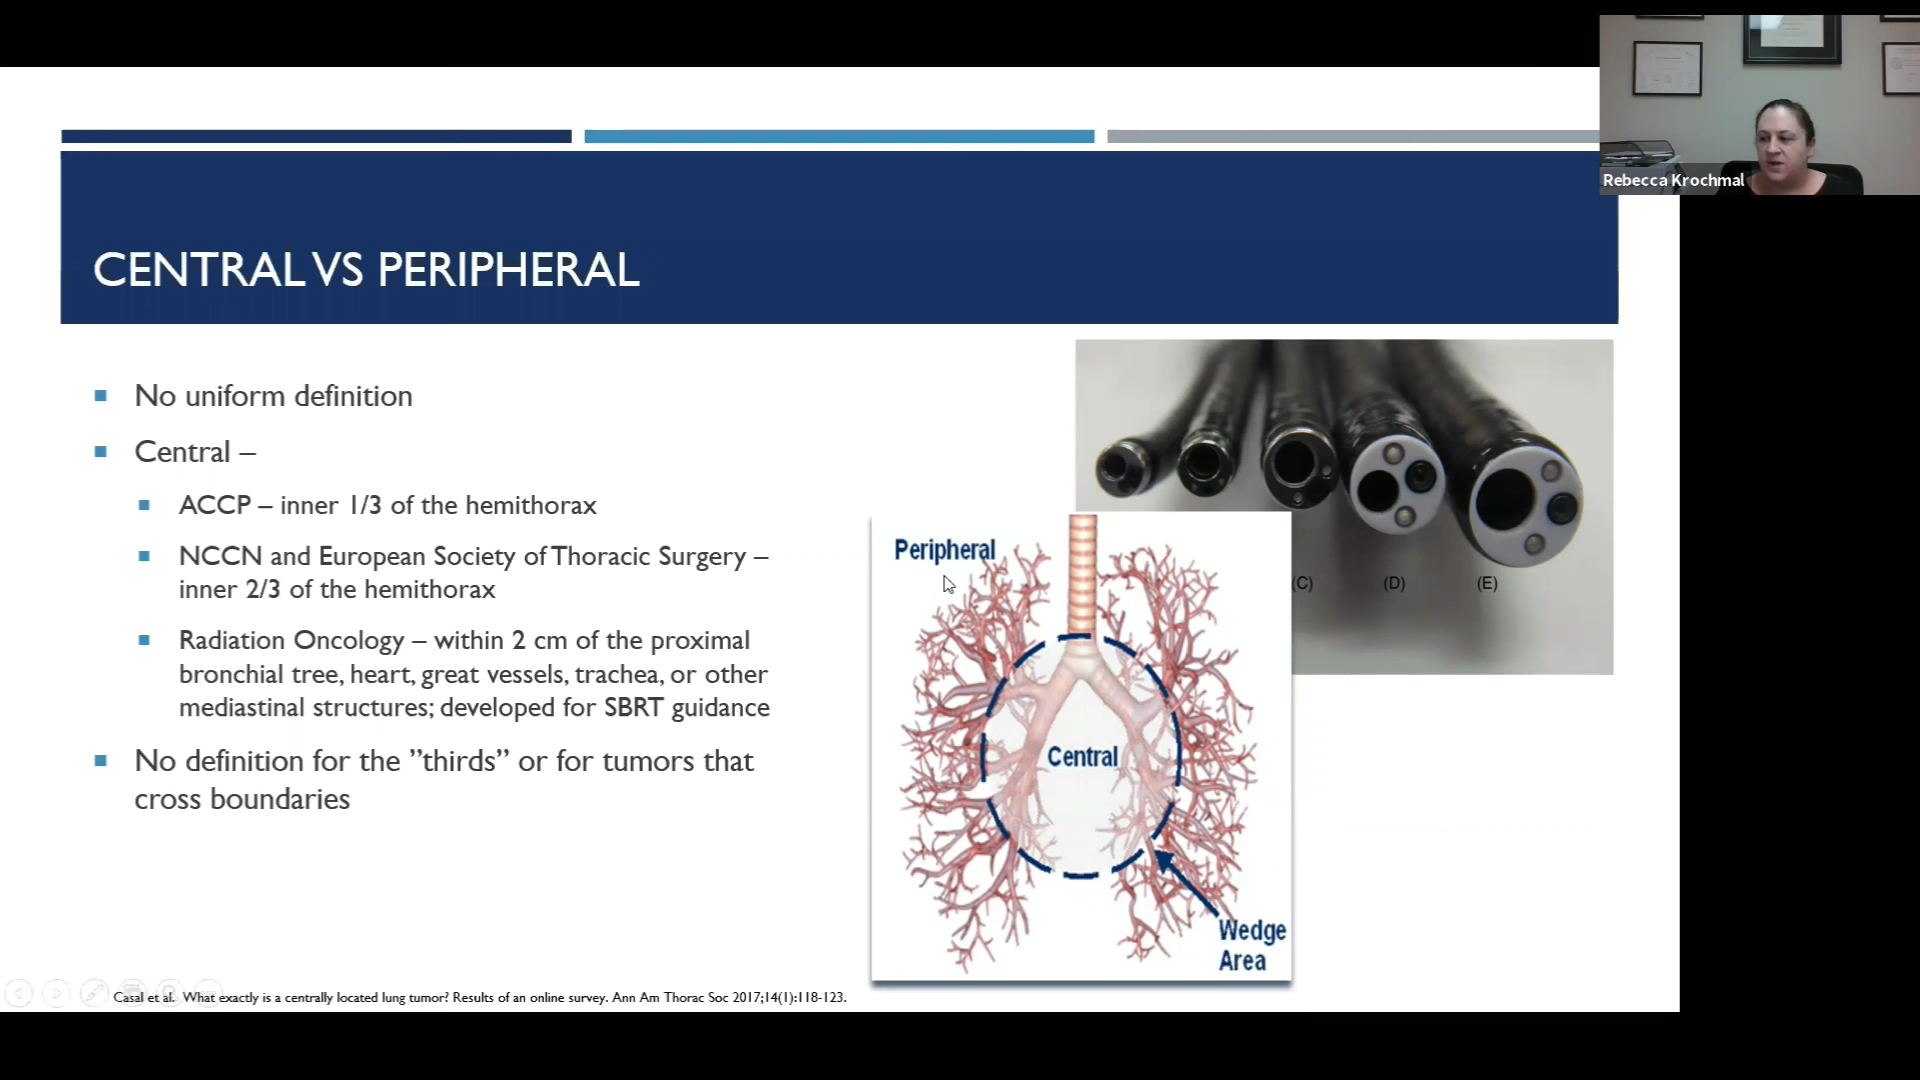 Rebecca Krochmal
CENTRAL VS PERIPHERAL
No uniform definition
Central –
ACCP – inner 1/3 of the hemithorax
NCCN and European Society of Thoracic Surgery –
inner 2/3 of the hemithorax
Radiation Oncology – within 2 cm of the proximal
bronchial tree, heart, great vessels, trachea, or other
mediastinal structures; developed for SBRT guidance
No definition for the ”thirds” or for tumors that
cross boundaries
(C) (D) (E)
Peripheral
Central
Wedge
Area
Casal et al. What exactly is a centrally located lung tumor? Results of an online survey. Ann Am Thorac Soc 2017;14(1):118-123.